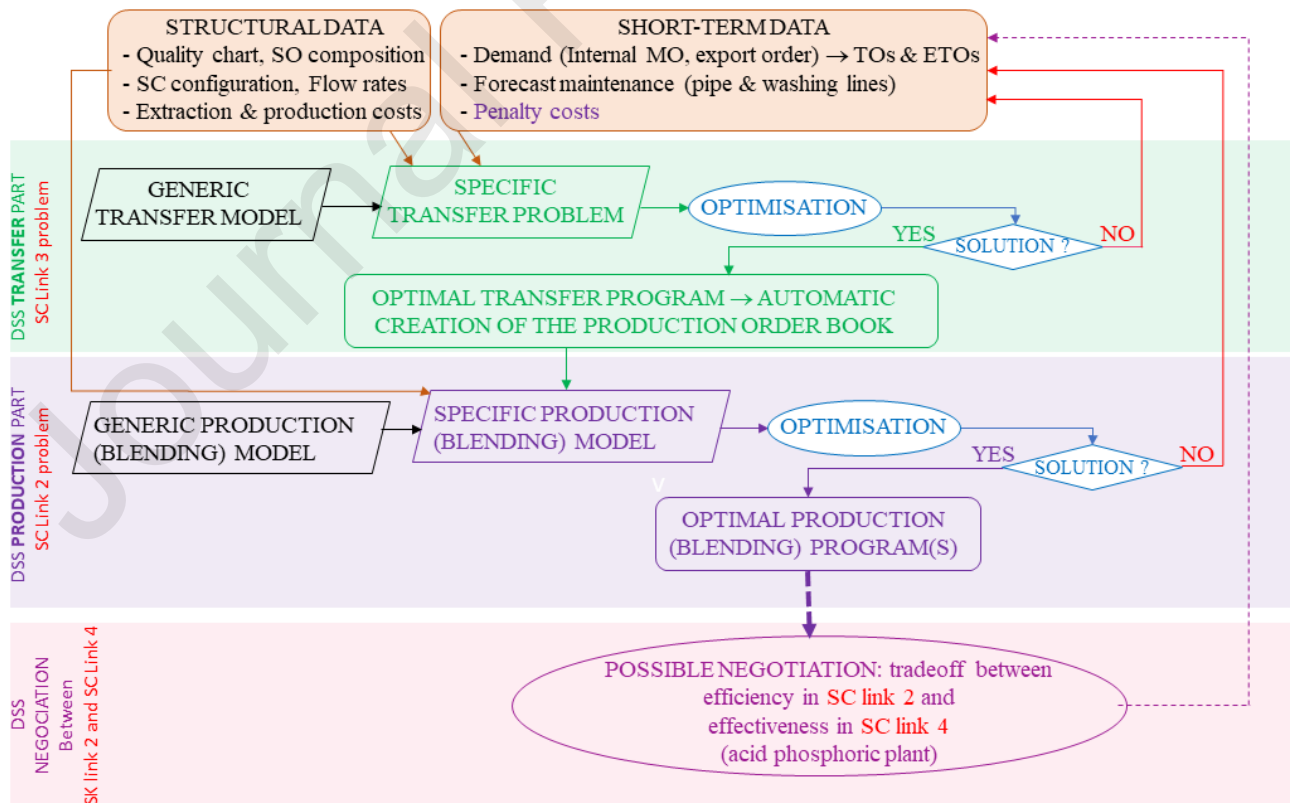 STRUCTURAL DATA
- Quality chart, SO composition
- SC configuration, Flow rates
- Extraction & production costs
SHORT-TERM DATA
- Demand (Internal MO, export order) → TOs & ETOs
- Forecast maintenance (pipe & washing lines)
- Penalty costs
DSS TRANSFER PART
SC Link 3 problem
GENERIC
TRANSFER MODEL
SPECIFIC
TRANSFER PROBLEM
OPTIMISATION
SOLUTION ?
YES
NO
OPTIMAL TRANSFER PROGRAM → AUTOMATIC
CREATION OF THE PRODUCTION ORDER BOOK
DSS PRODUCTION PART
SC Link 2 problem
GENERIC PRODUCTION
(BLENDING) MODEL
SPECIFIC PRODUCTION
(BLENDING) MODEL
OPTIMISATION
SOLUTION ?
YES
NO
v
OPTIMAL PRODUCTION
(BLENDING) PROGRAM(S)
DSS
NEGOCIATION
Between
SK link 2 and SC Link 4
POSSIBLE NEGOTIATION: tradeoff between
efficiency in SC link 2 and
effectiveness in SC link 4
(acid phosphoric plant)
Journal